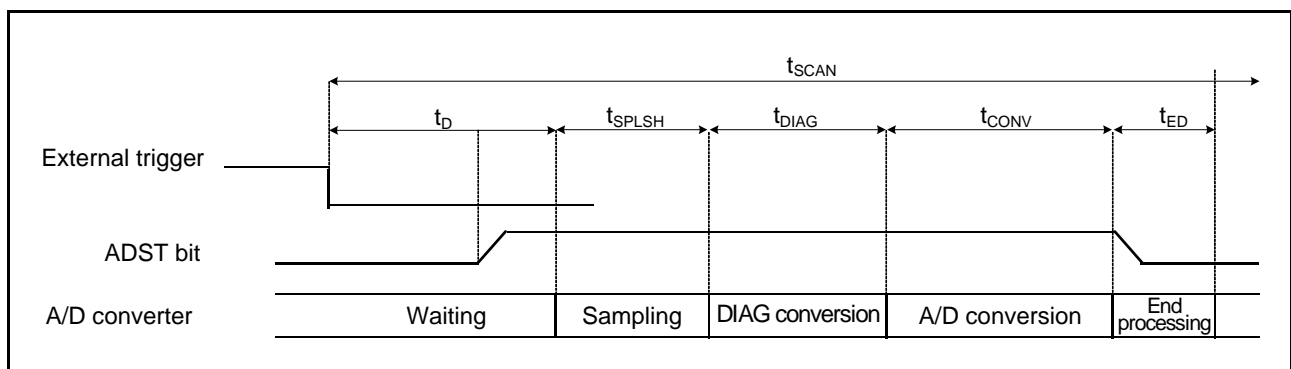 tSCAN
tD tSPLSH tDIAG tCONV tED
External trigger
ADST bit
A/D converter Waiting Sampling DIAG conversion A/D conversion End processing